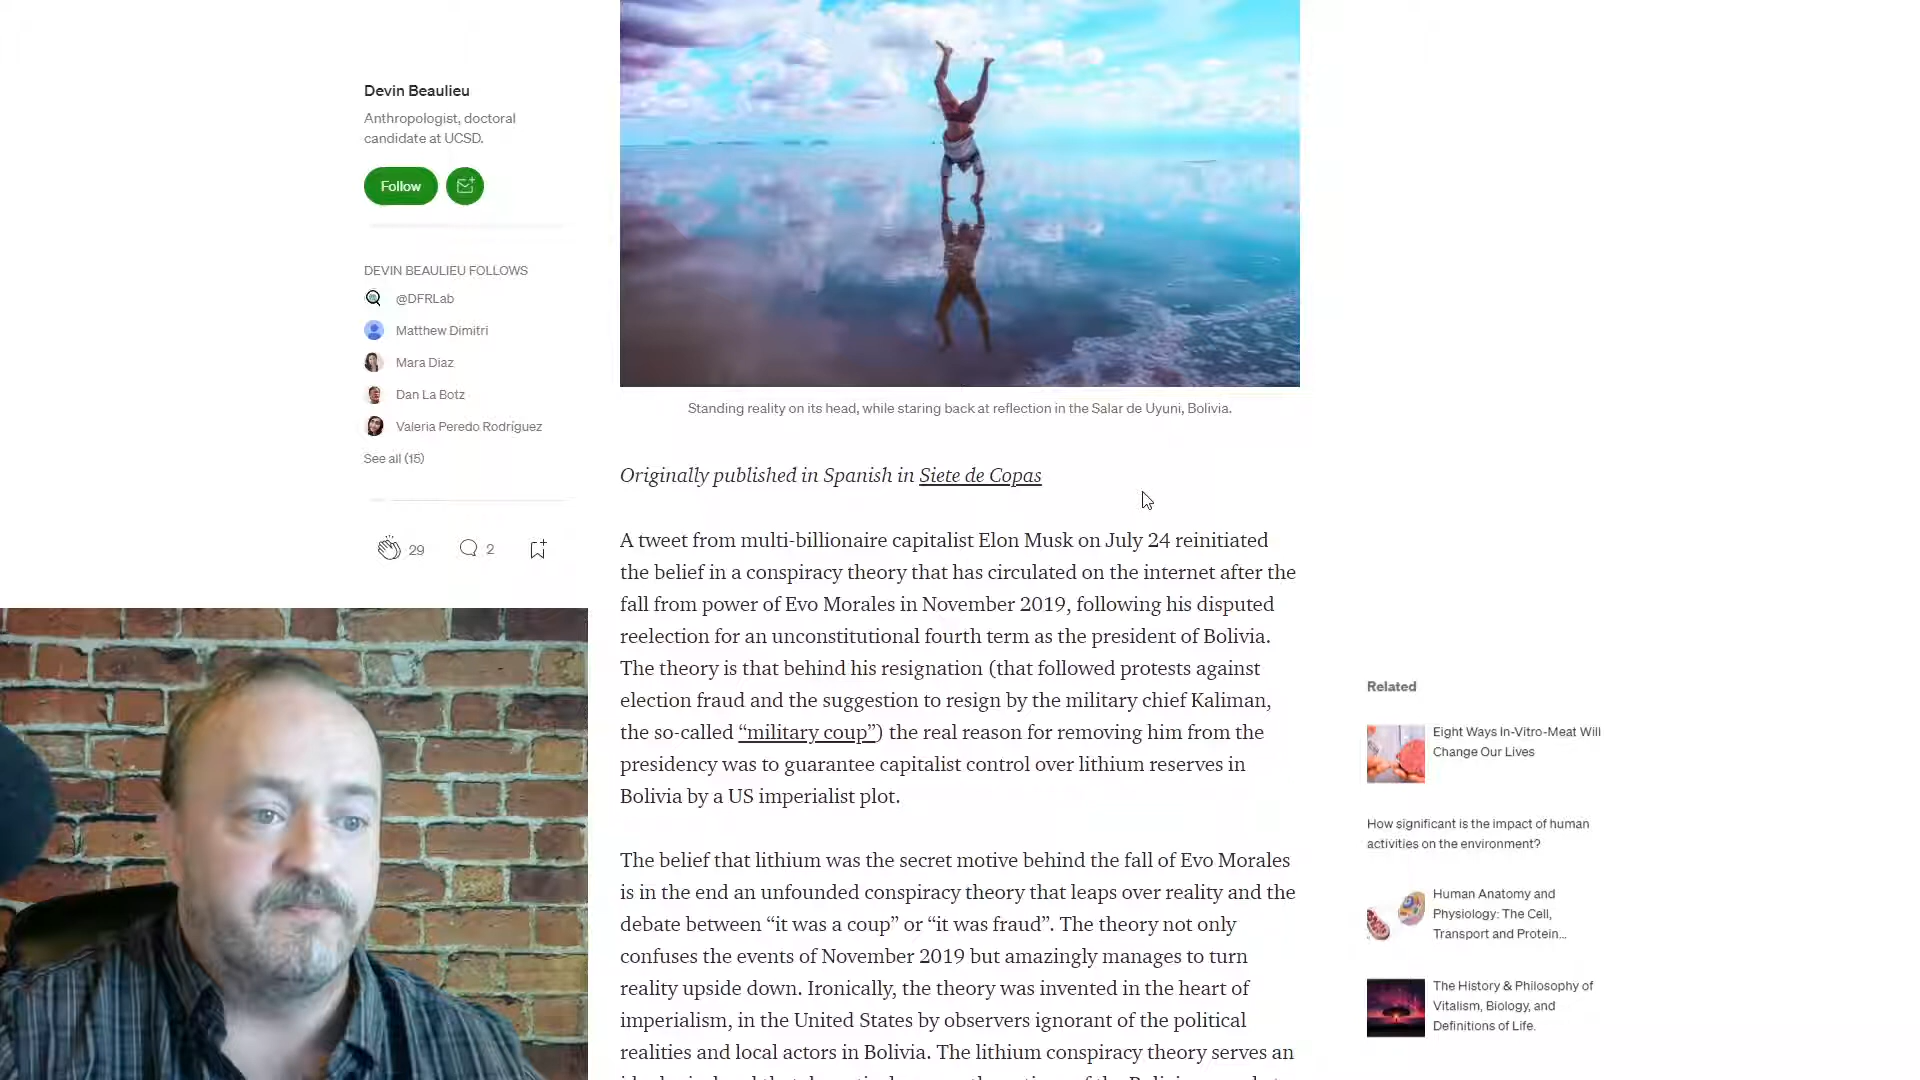 Devin Beaulieu
Anthropologist, doctoral
candidate at UCSD.
Follow
DEVIN BEAULIEU FOLLOWS
@DFRLab
Matthew Dimitri
Mara Diaz
Dan La Botz
Valeria Peredo Rodríguez
See all (15)
29
2
Standing reality on its head, while staring back at reflection in the Salar de Uyuni, Bolivia.
Originally published in Spanish in Siete de Copas
A tweet from multi-billionaire capitalist Elon Musk on July 24 reinitiated
the belief in a conspiracy theory that has circulated on the internet after the
fall from power of Evo Morales in November 2019, following his disputed
reelection for an unconstitutional fourth term as the president of Bolivia.
The theory is that behind his resignation (that followed protests against
election fraud and the suggestion to resign by the military chief Kaliman,
the so-called “military coup”) the real reason for removing him from the
presidency was to guarantee capitalist control over lithium reserves in
Bolivia by a US imperialist plot.
The belief that lithium was the secret motive behind the fall of Evo Morales
is in the end an unfounded conspiracy theory that leaps over reality and the
debate between “it was a coup” or “it was fraud”. The theory not only
confuses the events of November 2019 but amazingly manages to turn
reality upside down. Ironically, the theory was invented in the heart of
imperialism, in the United States by observers ignorant of the political
realities and local actors in Bolivia. The lithium conspiracy theory serves an
Related
Eight Ways In-Vitro-Meat Will
Change Our Lives
How significant is the impact of human
activities on the environment?
Human Anatomy and
Physiology: The Cell,
Transport and Protein...
The History & Philosophy of
Vitalism, Biology, and
Definitions of Life.